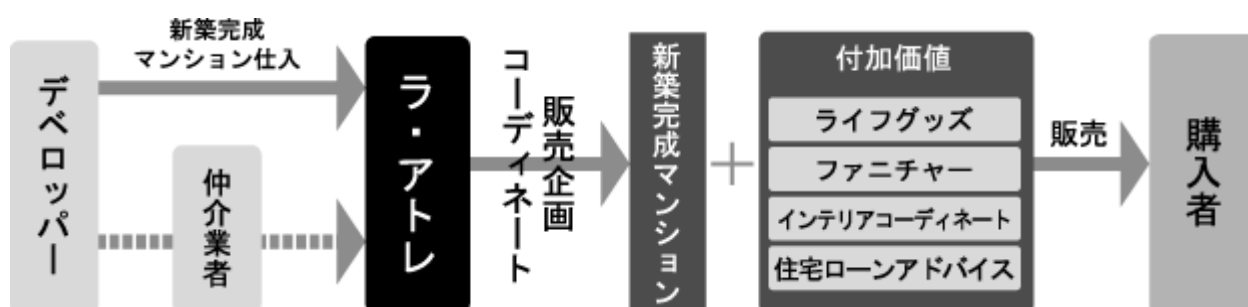 デベロッパー
新築完成
マンション仕入
仲介業者
ラ・アトレ
コーディネート
販売企画
新築完成マンション
＋
付加価値
ライフグッズ
ファニチャー
インテリアコーディネート
住宅ローンアドバイス
販売
購入者